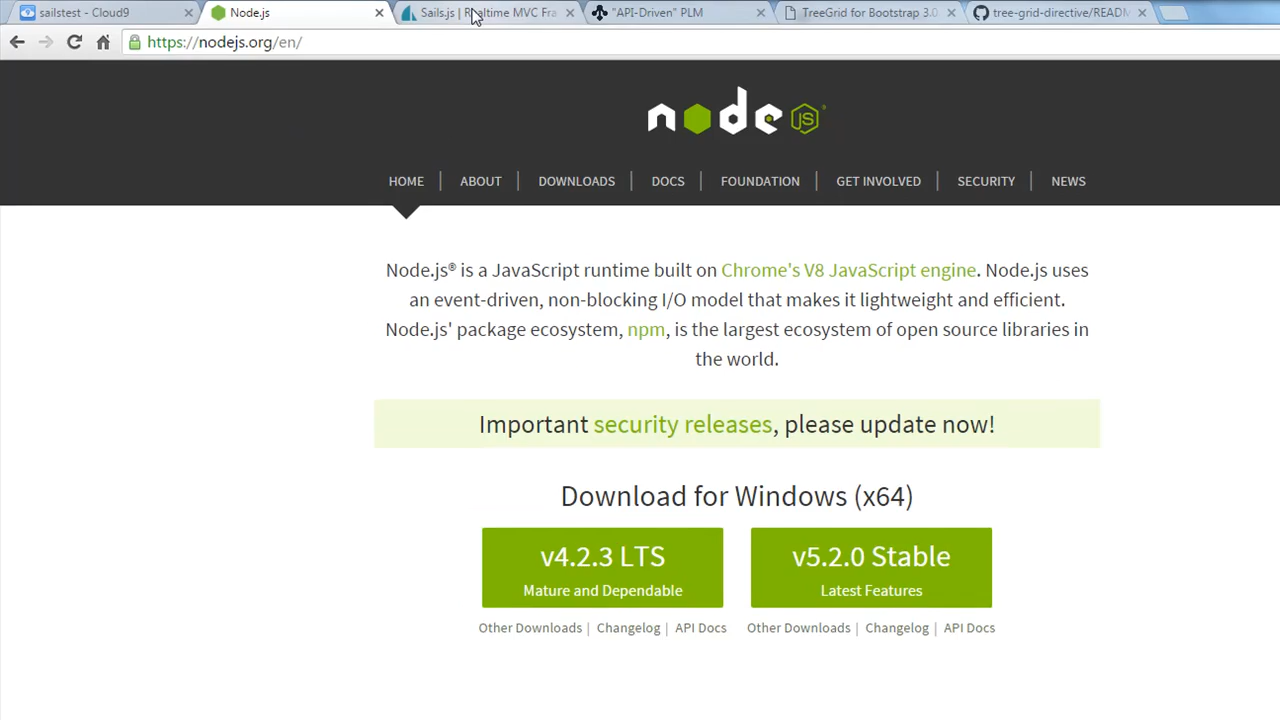 sailstest - Cloud9
Node.js
Sails.js | Realtime MVC Fra
"API-Driven" PLM
TreeGrid for Bootstrap 3.0.
tree-grid-directive/READM
https://nodejs.org/en/
node JS
HOME ABOUT DOWNLOADS DOCS FOUNDATION GET INVOLVED SECURITY NEWS
Node.js® is a JavaScript runtime built on Chrome's V8 JavaScript engine. Node.js uses
an event-driven, non-blocking I/O model that makes it lightweight and efficient.
Node.js' package ecosystem, npm, is the largest ecosystem of open source libraries in
the world.
Important security releases, please update now!
Download for Windows (x64)
v4.2.3 LTS
Mature and Dependable
Other Downloads | Changelog | API Docs
v5.2.0 Stable
Latest Features
Other Downloads | Changelog | API Docs